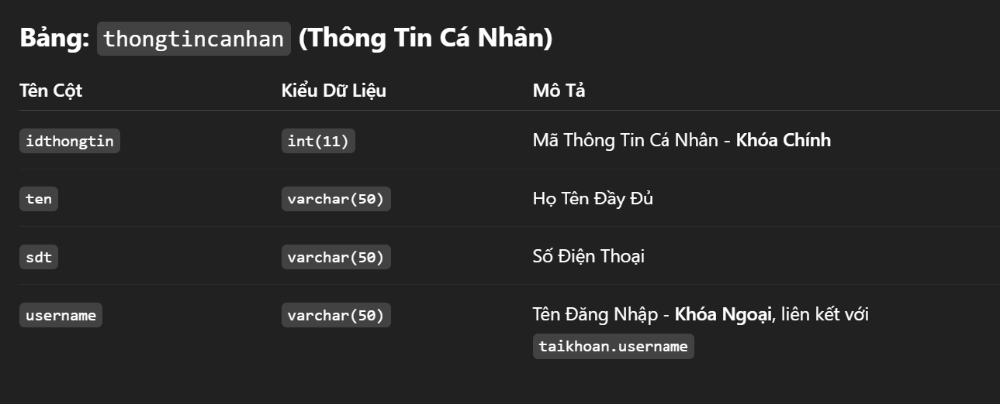 Bảng: thongtincanhan (Thông Tin Cá Nhân)
Tên Cột Kiểu Dữ Liệu Mô Tả
idthongtin int(11) Mã Thông Tin Cá Nhân - Khóa Chính
ten varchar(50) Họ Tên Đầy Đủ
sdt varchar(50) Số Điện Thoại
username varchar(50) Tên Đăng Nhập - Khóa Ngoại, liên kết với
taikhoan.username